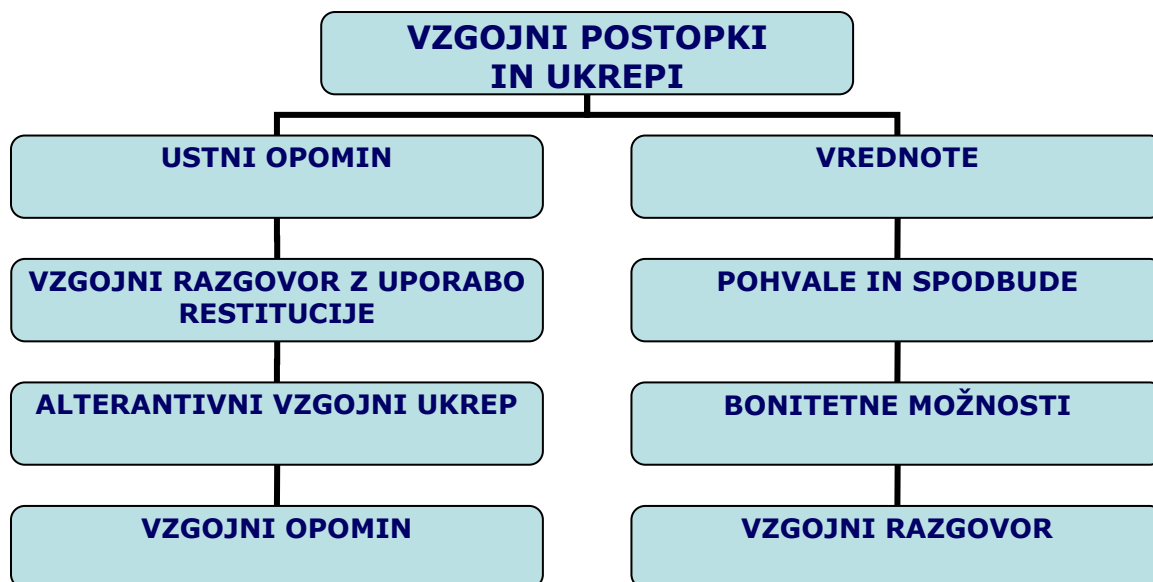 VZGOJNI POSTOPKI
IN UKREPI
USTNI OPOMIN
VREDNOTE
VZGOJNI RAZGOVOR Z UPORABO
RESTITUCIJE
POHVALE IN SPODBUDE
ALTERANTIVNI VZGOJNI UKREP
BONITETNE MOŽNOSTI
VZGOJNI OPOMIN
VZGOJNI RAZGOVOR